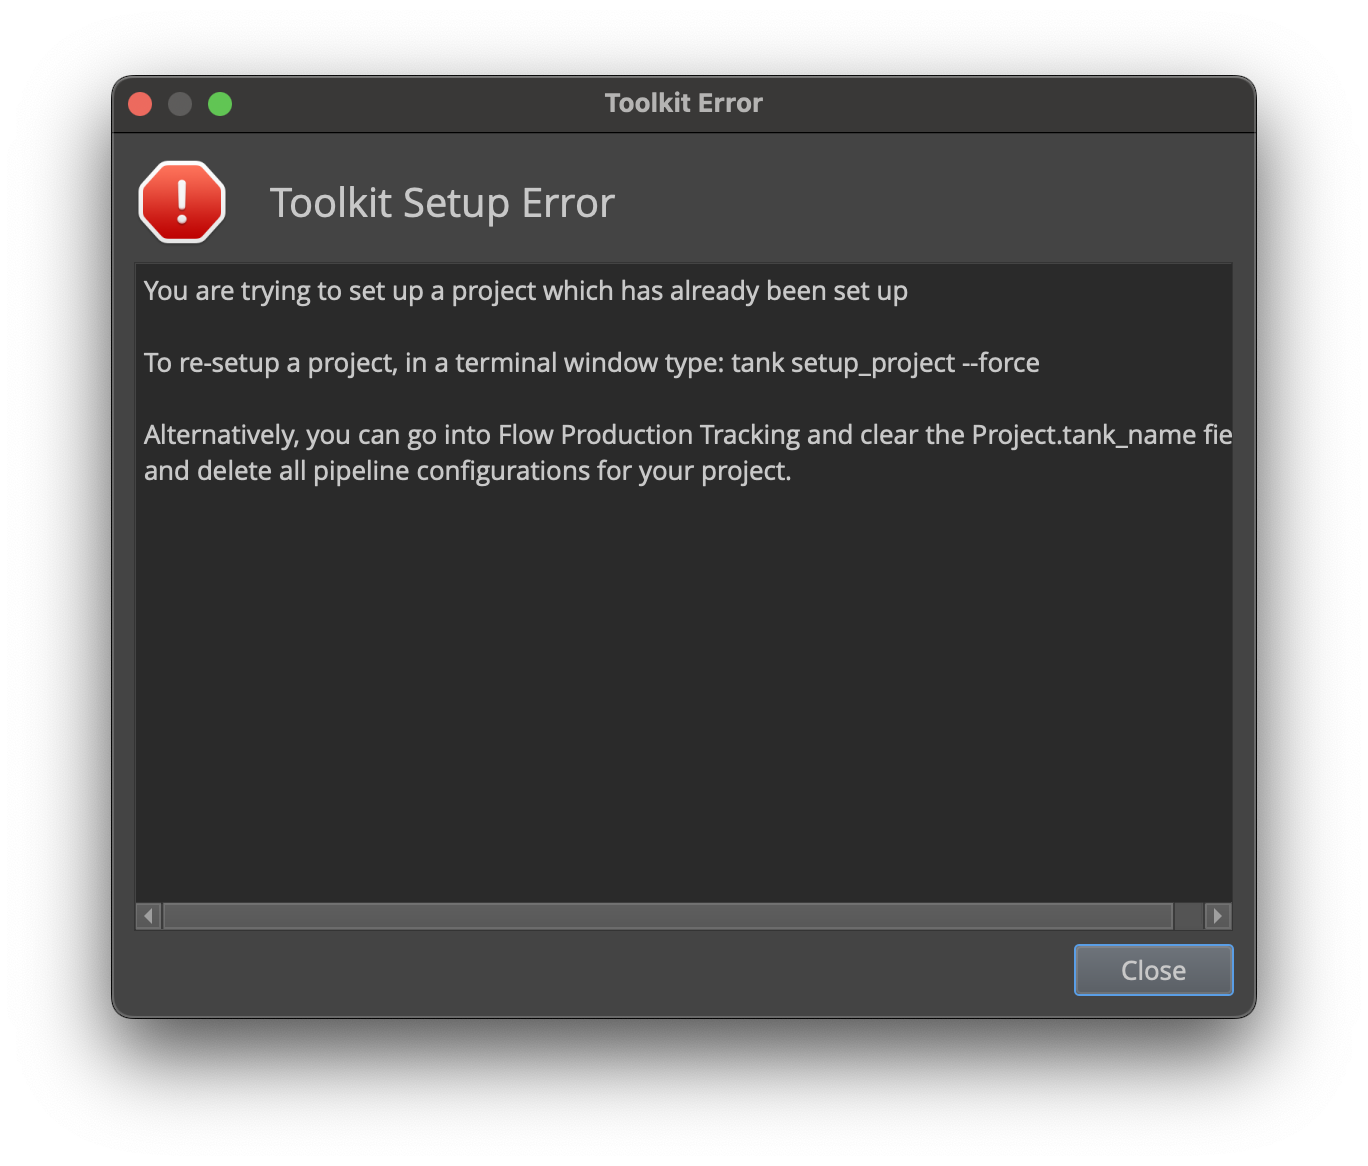 Toolkit Error
Toolkit Setup Error
You are trying to set up a project which has already been set up
To re-setup a project, in a terminal window type: tank setup_project --force
Alternatively, you can go into Flow Production Tracking and clear the Project.tank_name fie
and delete all pipeline configurations for your project.
Close